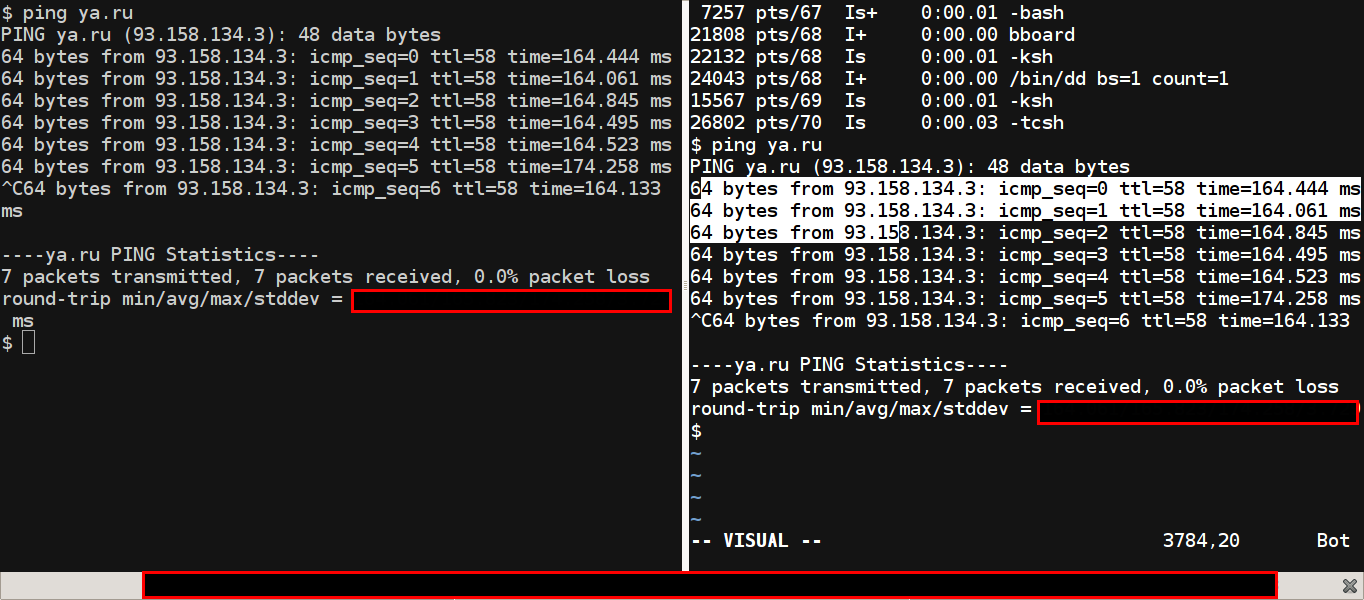 $ ping ya.ru
PING ya.ru (93.158.134.3): 48 data bytes
64 bytes from 93.158.134.3: icmp_seq=0 ttl=58 time=164.444 ms
64 bytes from 93.158.134.3: icmp_seq=1 ttl=58 time=164.061 ms
64 bytes from 93.158.134.3: icmp_seq=2 ttl=58 time=164.845 ms
64 bytes from 93.158.134.3: icmp_seq=3 ttl=58 time=164.495 ms
64 bytes from 93.158.134.3: icmp_seq=4 ttl=58 time=164.523 ms
64 bytes from 93.158.134.3: icmp_seq=5 ttl=58 time=174.258 ms
^C64 bytes from 93.158.134.3: icmp_seq=6 ttl=58 time=164.133
ms
----ya.ru PING Statistics----
7 packets transmitted, 7 packets received, 0.0% packet loss
round-trip min/avg/max/stddev =
ms
$
7257 pts/67  Is+    0:00.01 -bash
21808 pts/68  I+     0:00.00 bboard
22132 pts/68  Is     0:00.01 -ksh
24043 pts/68  I+     0:00.00 /bin/dd bs=1 count=1
15567 pts/69  Is     0:00.01 -ksh
26802 pts/70  Is     0:00.03 -tcsh
$ ping ya.ru
PING ya.ru (93.158.134.3): 48 data bytes
64 bytes from 93.158.134.3: icmp_seq=0 ttl=58 time=164.444 ms
64 bytes from 93.158.134.3: icmp_seq=1 ttl=58 time=164.061 ms
64 bytes from 93.158.134.3: icmp_seq=2 ttl=58 time=164.845 ms
64 bytes from 93.158.134.3: icmp_seq=3 ttl=58 time=164.495 ms
64 bytes from 93.158.134.3: icmp_seq=4 ttl=58 time=164.523 ms
64 bytes from 93.158.134.3: icmp_seq=5 ttl=58 time=174.258 ms
^C64 bytes from 93.158.134.3: icmp_seq=6 ttl=58 time=164.133
----ya.ru PING Statistics----
7 packets transmitted, 7 packets received, 0.0% packet loss
round-trip min/avg/max/stddev =
$
~
~
~
~
-- VISUAL --                               3784,20       Bot